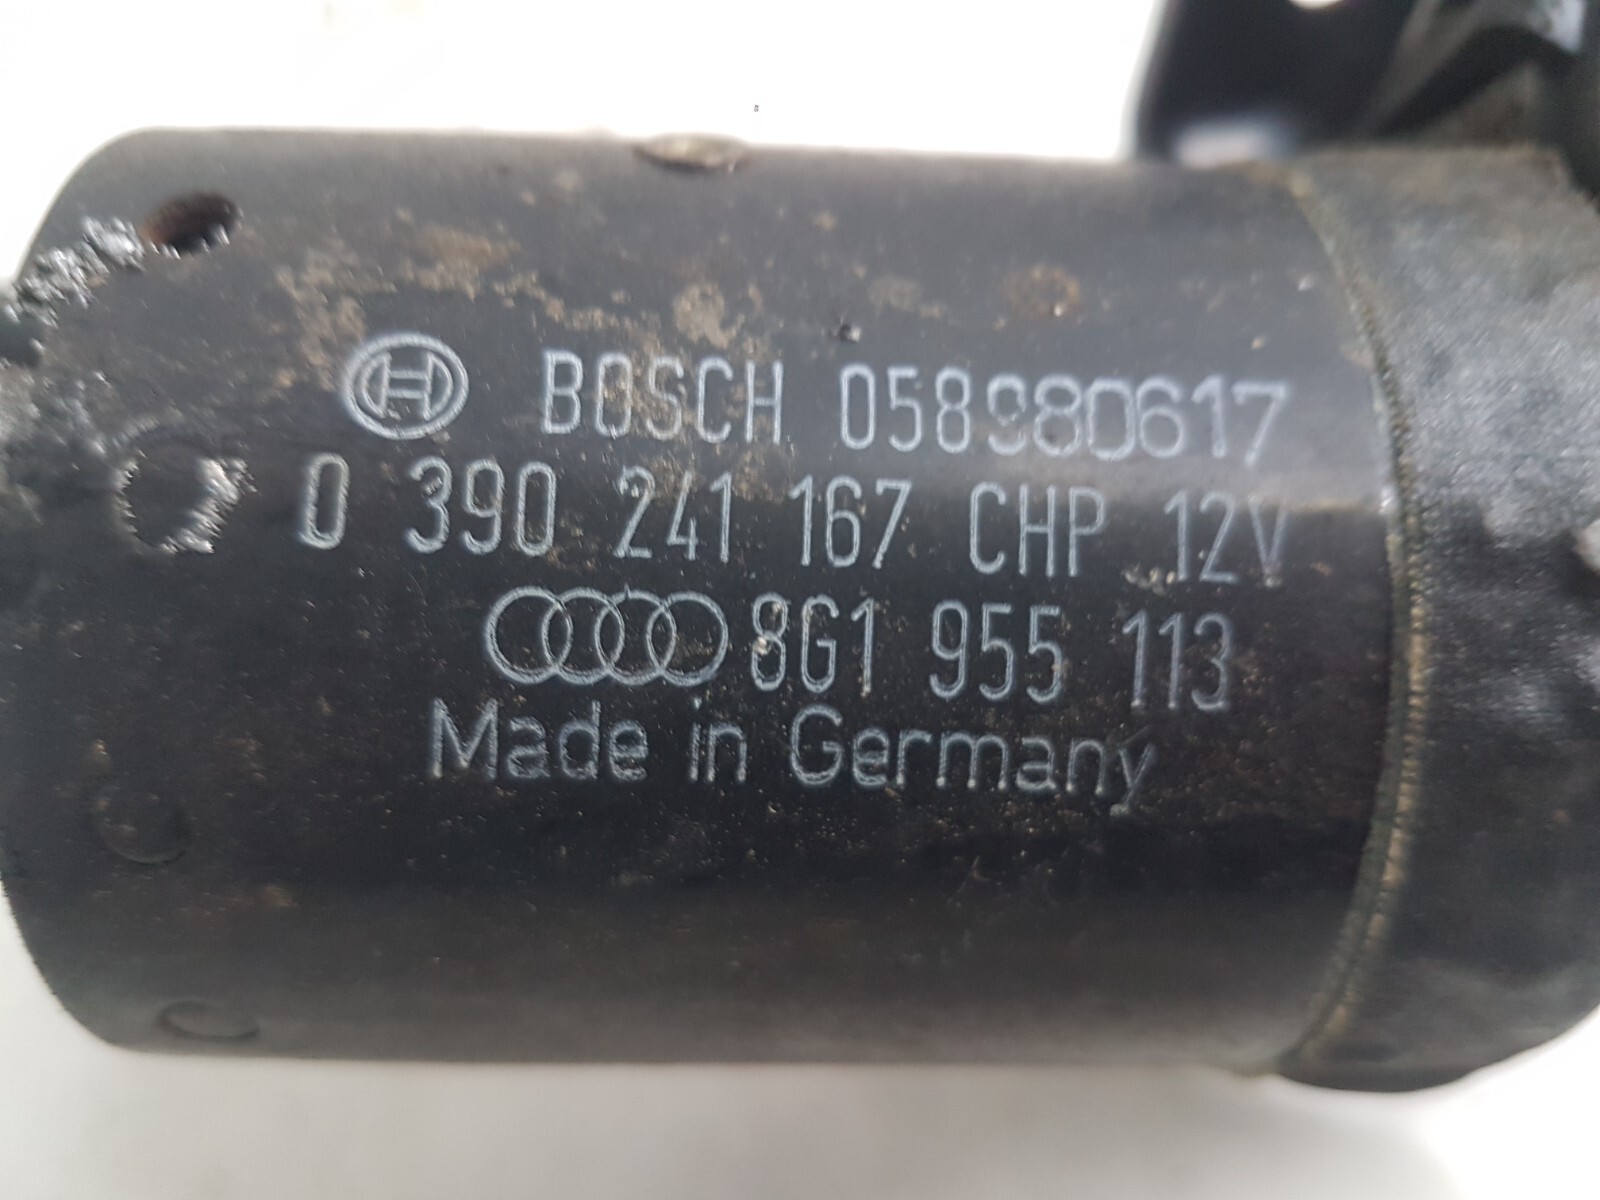 BOSCH 058980617
0 390 241 167 CHP 12V
8G1 955 113
Made in Germany